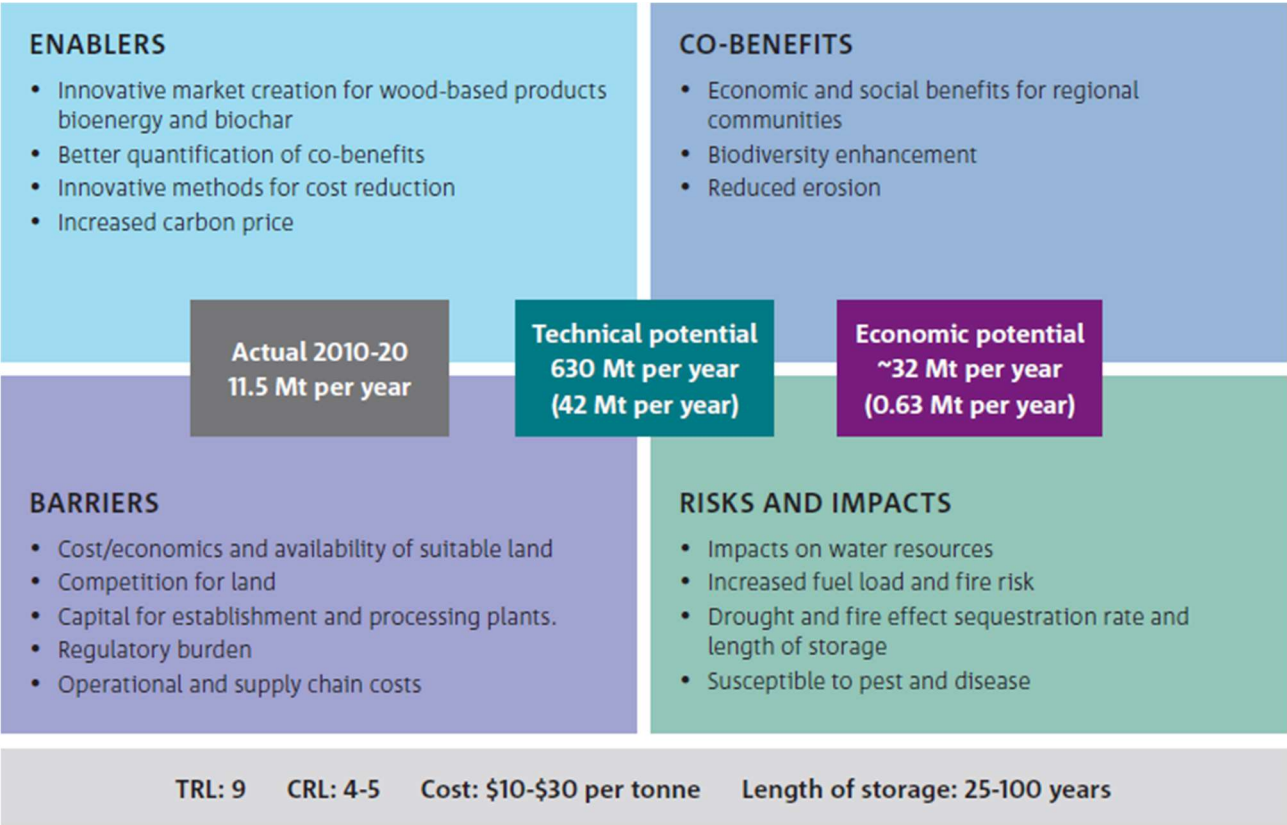 ENABLERS
• Innovative market creation for wood-based products
bioenergy and biochar
• Better quantification of co-benefits
• Innovative methods for cost reduction
• Increased carbon price
CO-BENEFITS
• Economic and social benefits for regional
communities
• Biodiversity enhancement
• Reduced erosion
Actual 2010-20
11.5 Mt per year
Technical potential
630 Mt per year
(42 Mt per year)
Economic potential
~32 Mt per year
(0.63 Mt per year)
BARRIERS
• Cost/economics and availability of suitable land
• Competition for land
• Capital for establishment and processing plants.
• Regulatory burden
• Operational and supply chain costs
RISKS AND IMPACTS
• Impacts on water resources
• Increased fuel load and fire risk
• Drought and fire effect sequestration rate and
length of storage
• Susceptible to pest and disease
TRL: 9 CRL: 4-5 Cost: $10-$30 per tonne Length of storage: 25-100 years